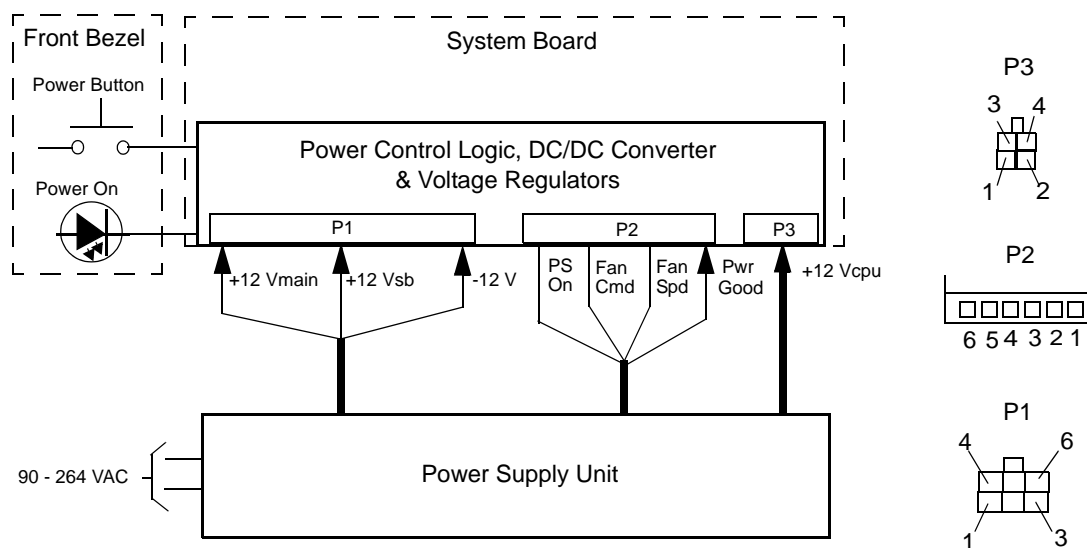 Front Bezel
System Board
Power Button
Power On
Power Control Logic, DC/DC Converter
& Voltage Regulators
P1
P2
P3
+12 Vmain
+12 Vsb
-12 V
PS
On
Fan
Cmd
Fan
Spd
Pwr
Good
+12 Vcpu
90 - 264 VAC
Power Supply Unit
P3
3 4
1 2
P2
6 5 4 3 2 1
P1
4 6
1 3